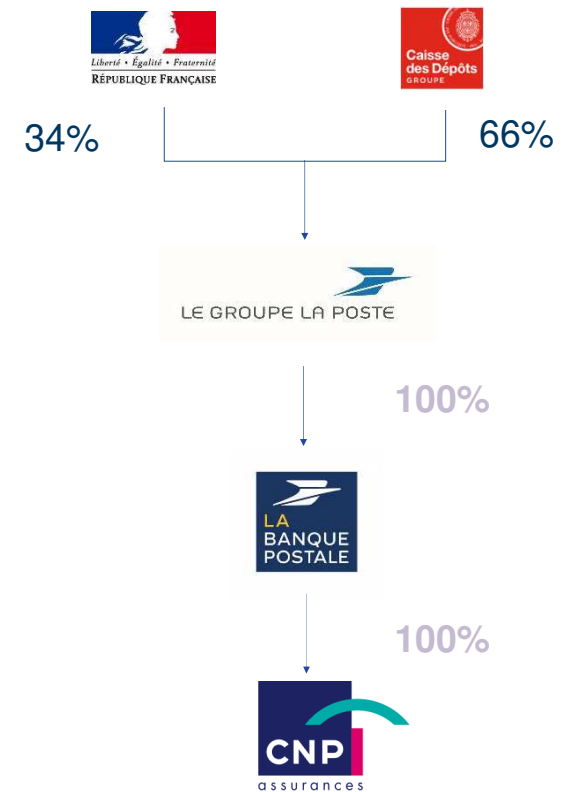 Liberté • Égalité • Fraternité
RÉPUBLIQUE FRANÇAISE
Caisse
des Dépôts
GROUPE
34%
66%
LE GROUPE LA POSTE
100%
LA
BANQUE
POSTALE
100%
CNP
assurances